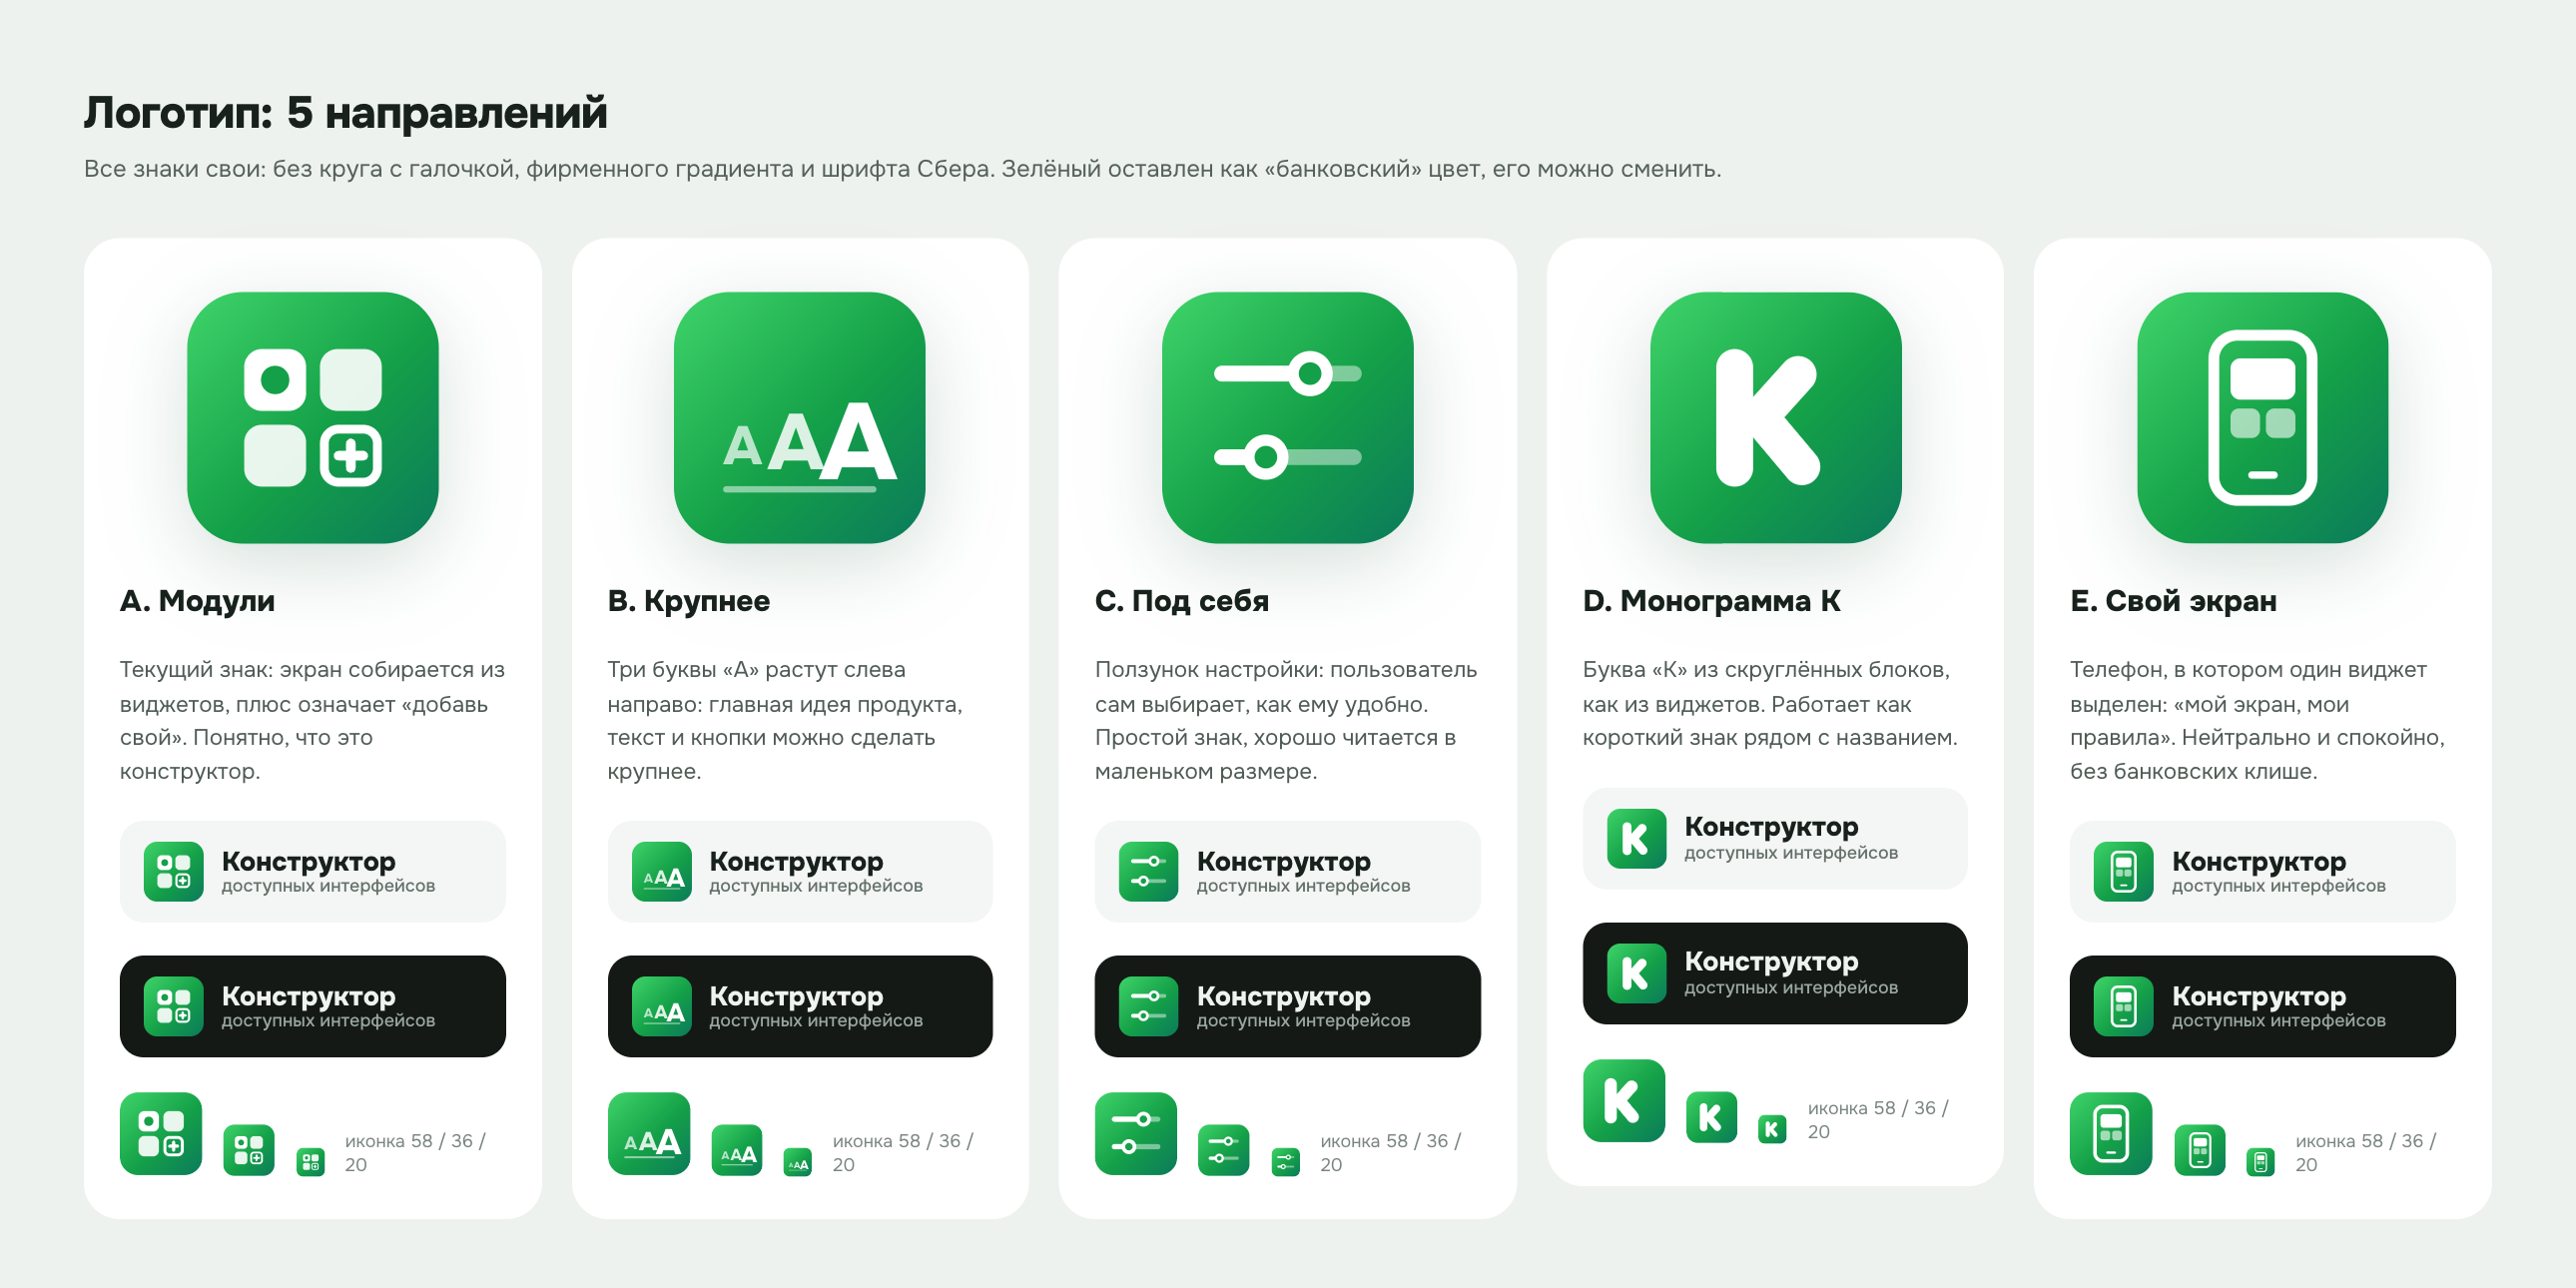 Логотип: 5 направлений
Все знаки свои: без круга с галочкой, фирменного градиента и шрифта Сбера. Зелёный оставлен как «банковский» цвет, его можно сменить.
A. Модули
Текущий знак: экран собирается из
виджетов, плюс означает «добавь
свой». Понятно, что это
конструктор.
Конструктор
доступных интерфейсов
Конструктор
доступных интерфейсов
иконка 58 / 36 /
20
AAA
B. Крупнее
Три буквы «А» растут слева
направо: главная идея продукта,
текст и кнопки можно сделать
крупнее.
AAA
Конструктор
доступных интерфейсов
AAA
Конструктор
доступных интерфейсов
AAA
AAA
AAA
иконка 58 / 36 /
20
C. Под себя
Ползунок настройки: пользователь
сам выбирает, как ему удобно.
Простой знак, хорошо читается в
маленьком размере.
Конструктор
доступных интерфейсов
Конструктор
доступных интерфейсов
иконка 58 / 36 /
20
K
D. Монограмма К
Буква «К» из скруглённых блоков,
как из виджетов. Работает как
короткий знак рядом с названием.
K
Конструктор
доступных интерфейсов
K
Конструктор
доступных интерфейсов
K
K
K
иконка 58 / 36 /
20
E. Свой экран
Телефон, в котором один виджет
выделен: «мой экран, мои
правила». Нейтрально и спокойно,
без банковских клише.
Конструктор
доступных интерфейсов
Конструктор
доступных интерфейсов
иконка 58 / 36 /
20